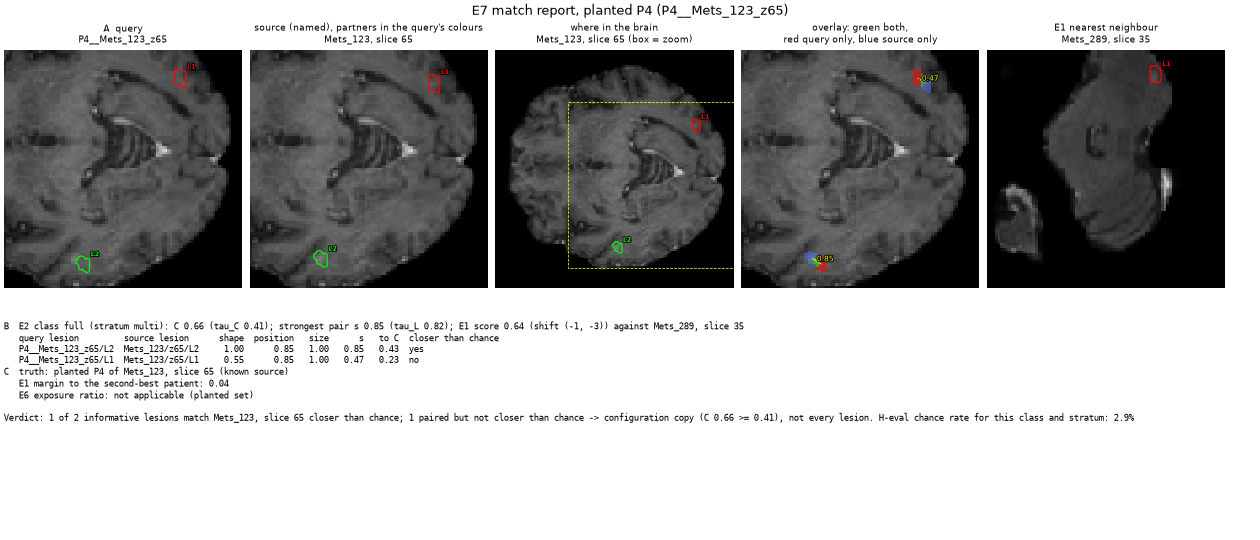 E7 match report, planted P4 (P4__Mets_123_z65)
A query
P4__Mets_123_z65
source (named), partners in the query's colours
Mets_123, slice 65
where in the brain
Mets_123, slice 65 (box = zoom)
overlay: green both,
red query only, blue source only
E1 nearest neighbour
Mets_289, slice 35
L1
L2
L1
L2
L1
L2
0.47
0.85
L1
B E2 class full (stratum multi): C 0.66 (tau_C 0.41); strongest pair s 0.85 (tau_L 0.82); E1 score 0.64 (shift (-1, -3)) against Mets_289, slice 35
query lesion source lesion shape position size s to C closer than chance
P4__Mets_123_z65/L2 Mets_123/z65/L2 1.00 0.85 1.00 0.85 0.43 yes
P4__Mets_123_z65/L1 Mets_123/z65/L1 0.55 0.85 1.00 0.47 0.23 no
C truth: planted P4 of Mets_123, slice 65 (known source)
E1 margin to the second-best patient: 0.04
E6 exposure ratio: not applicable (planted set)
Verdict: 1 of 2 informative lesions match Mets_123, slice 65 closer than chance; 1 paired but not closer than chance -> configuration copy (C 0.66 >= 0.41), not every lesion. H-eval chance rate for this class and stratum: 2.9%